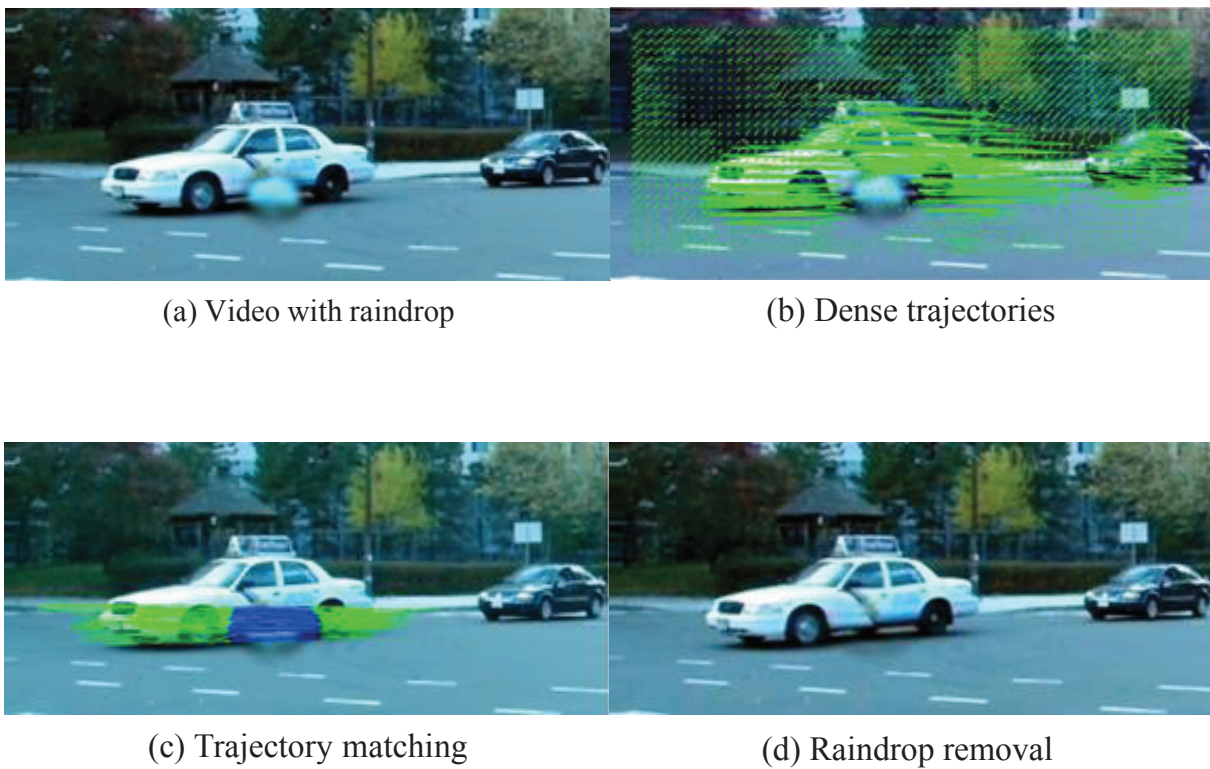 (a) Video with raindrop
(b) Dense trajectories
(c) Trajectory matching
(d) Raindrop removal